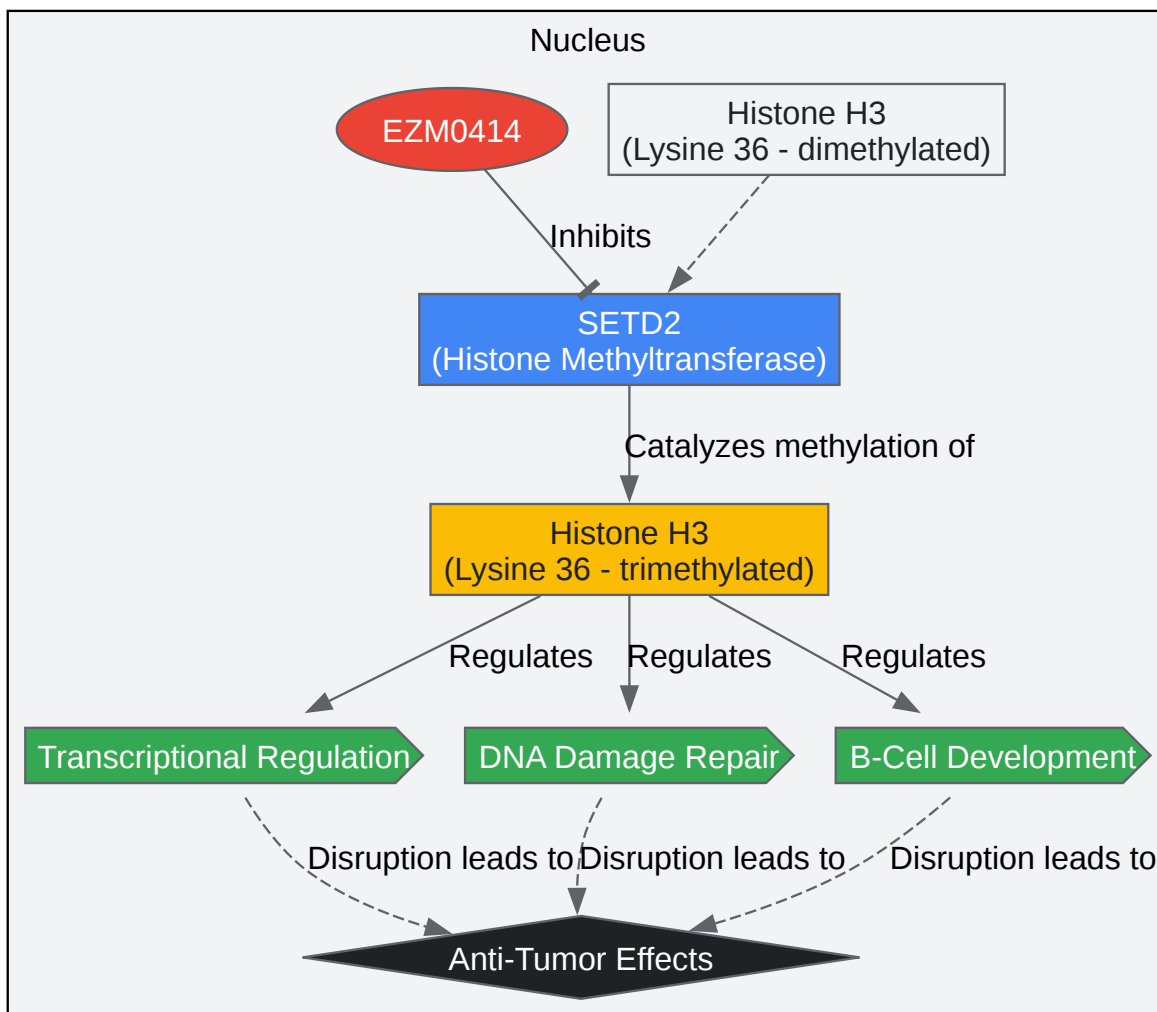 Nucleus
EZM0414
Histone H3
(Lysine 36 - dimethylated)
Inhibits
SETD2
(Histone Methyltransferase)
Catalyzes methylation of
Histone H3
(Lysine 36 - trimethylated)
Regulates
Regulates
Regulates
Transcriptional Regulation
DNA Damage Repair
B-Cell Development
Disruption leads to
Disruption leads to
Disruption leads to
Anti-Tumor Effects